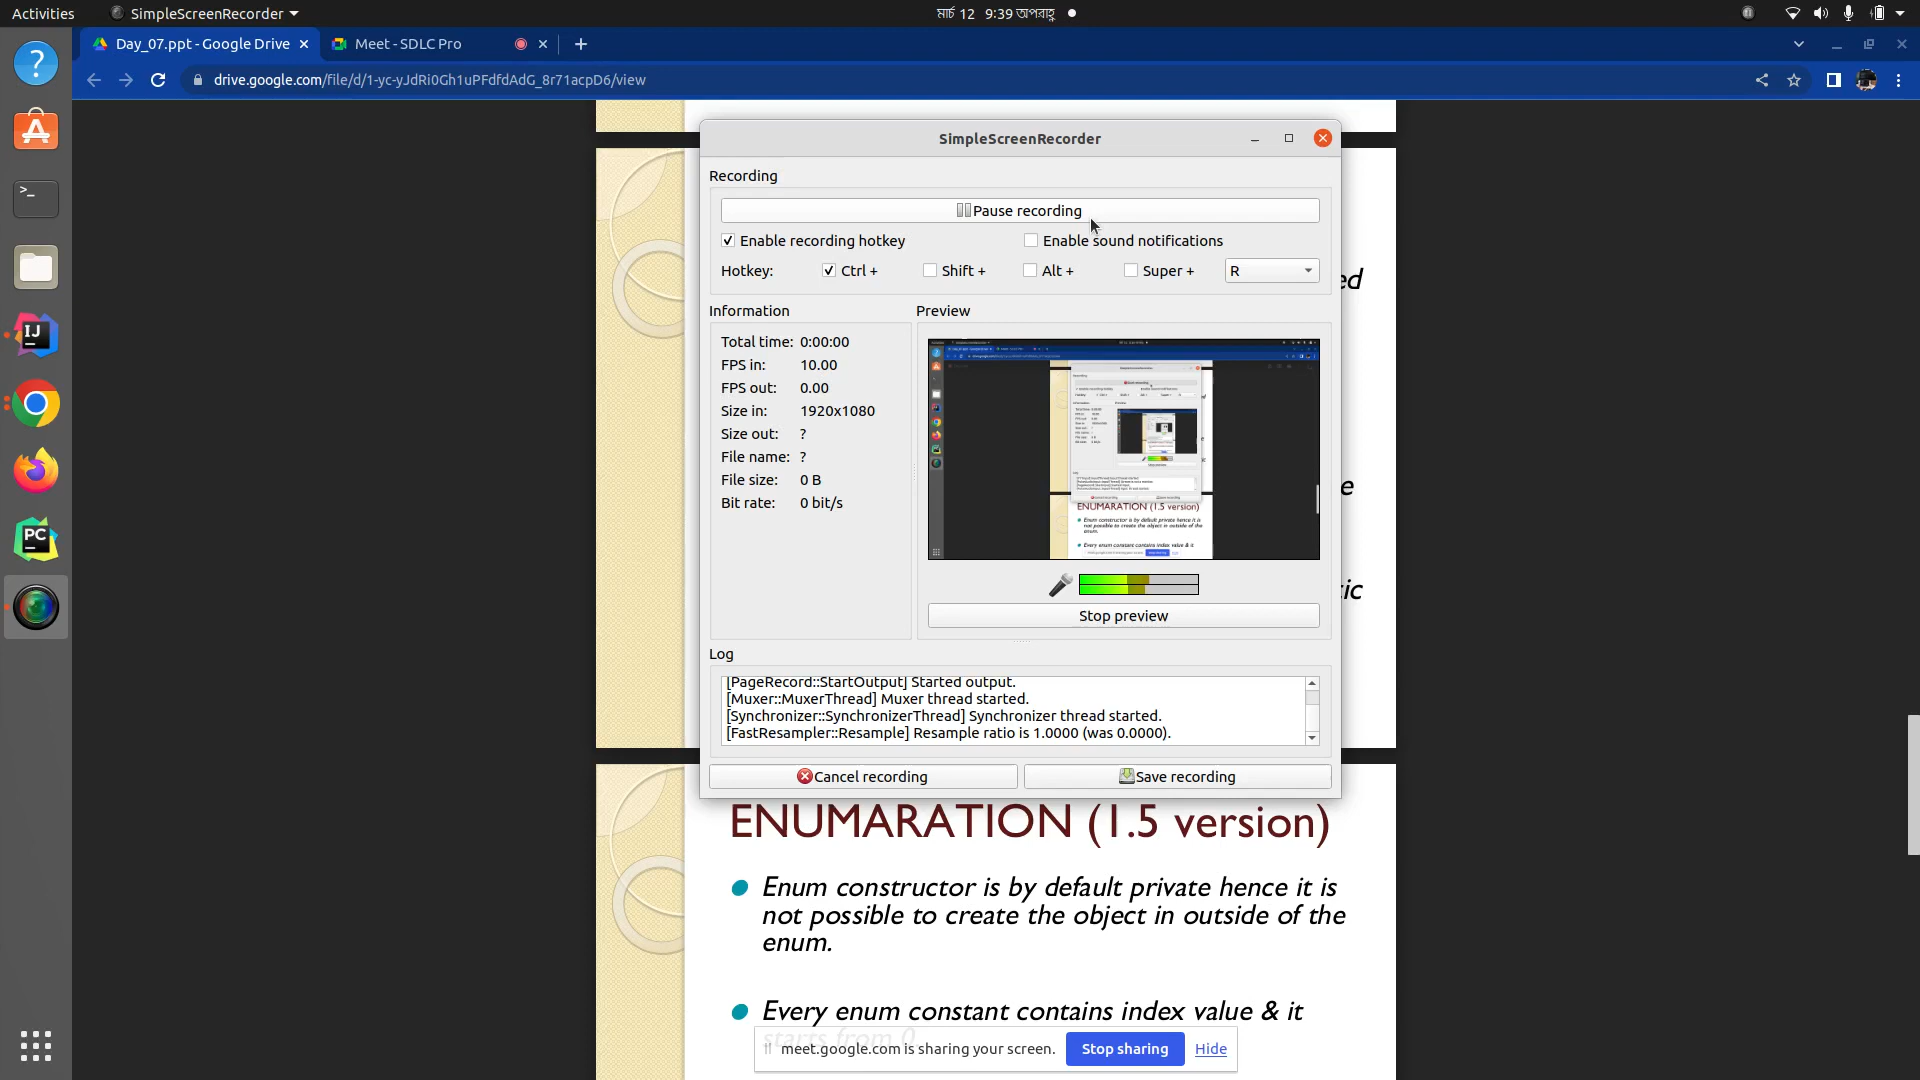 Activities SimpleScreenRecorder মার্চ 12 9:39 অপরাহ্ণ
Day_07.ppt - Google Drive Meet - SDLC Pro
drive.google.com/file/d/1-yc-yJdRi0Gh1uPFdfdAdG_8r71acpD6/view
SimpleScreenRecorder
Recording
Pause recording
Enable recording hotkey Enable sound notifications
Hotkey: Ctrl + Shift + Alt + Super + R
Information Preview
Total time: 0:00:00
FPS in: 10.00
FPS out: 0.00
Size in: 1920x1080
Size out: ?
File name: ?
File size: 0 B
Bit rate: 0 bit/s
Stop preview
Log
[PageRecord::StartOutput] Started output.
[Muxer::MuxerThread] Muxer thread started.
[Synchronizer::SynchronizerThread] Synchronizer thread started.
[FastResampler::Resample] Resample ratio is 1.0000 (was 0.0000).
Cancel recording Save recording
ENUMARATION (1.5 version)
Enum constructor is by default private hence it is
not possible to create the object in outside of the
enum.
Every enum constant contains index value & it
starts from 0
meet.google.com is sharing your screen. Stop sharing Hide